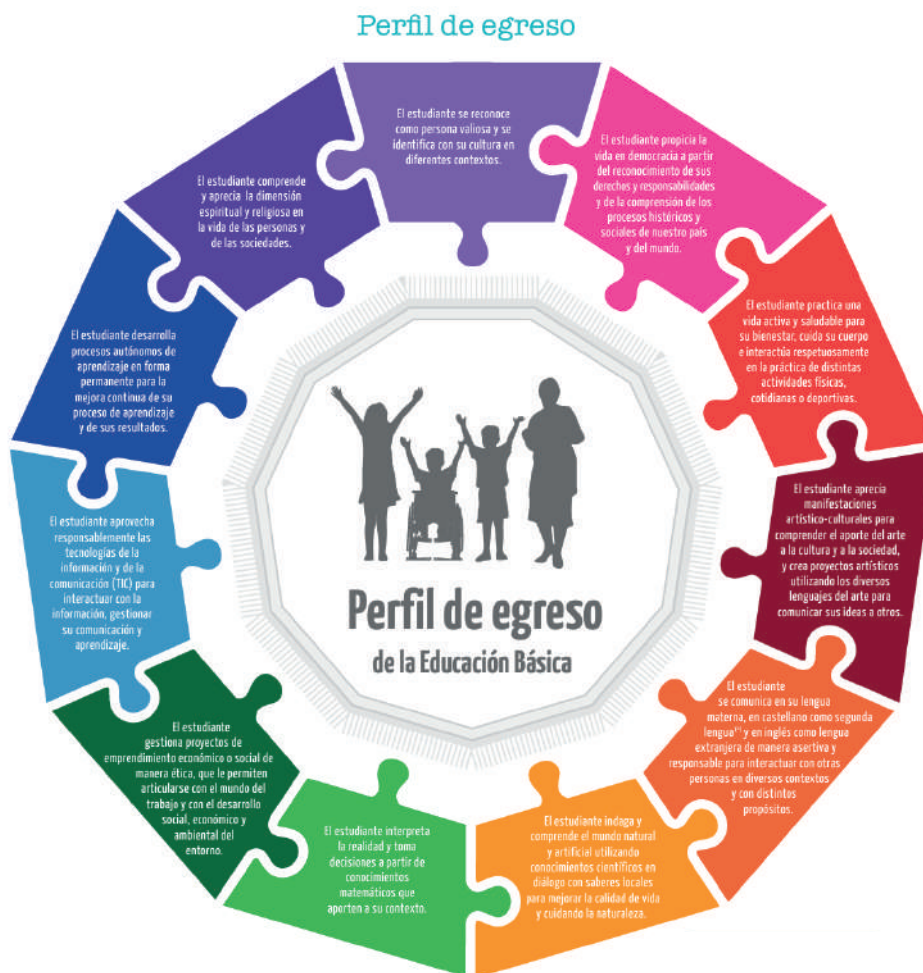 Perfil de egreso
El estudiante se reconoce
como persona valiosa y se
identifica con su cultura en
diferentes contextos.
El estudiante propicia la
vida en democracia a partir
del reconocimiento de sus
derechos y responsabilidades
y de la comprensión de los
procesos históricos y
sociales de nuestro país
y del mundo.
El estudiante practica una
vida activa y saludable para
su bienestar, cuida su cuerpo
e interactúa respetuosamente
en la práctica de distintas
actividades físicas,
cotidianas o deportivas.
El estudiante aprecia
manifestaciones
artístico-culturales para
comprender el aporte del arte
a la cultura y a la sociedad,
y crea proyectos artísticos
utilizando los diversos
lenguajes del arte para
comunicar sus ideas a otros.
El estudiante
se comunica en su lengua
materna, en castellano como segunda
lengua(*) y en inglés como lengua
extranjera de manera asertiva y
responsable para interactuar con otras
personas en diversos contextos
y con distintos
propósitos.
El estudiante indaga y
comprende el mundo natural
y artificial utilizando
conocimientos científicos en
diálogo con saberes locales
para mejorar la calidad de vida
y cuidando la naturaleza.
El estudiante interpreta
la realidad y toma
decisiones a partir de
conocimientos
matemáticos que
aporten a su contexto.
El estudiante
gestiona proyectos de
emprendimiento económico o social de
manera ética, que le permiten
articularse con el mundo del
trabajo y con el desarrollo
social, económico y
ambiental del
entorno.
El estudiante aprovecha
responsablemente las
tecnologías de la
información y de la
comunicación (TIC) para
interactuar con la
información, gestionar
su comunicación y
aprendizaje.
El estudiante desarrolla
procesos autónomos de
aprendizaje en forma
permanente para la
mejora continua de su
proceso de aprendizaje
y de sus resultados.
El estudiante comprende
y aprecia la dimensión
espiritual y religiosa en
la vida de las personas y
de las sociedades.
Perfil de egreso
de la Educación Básica